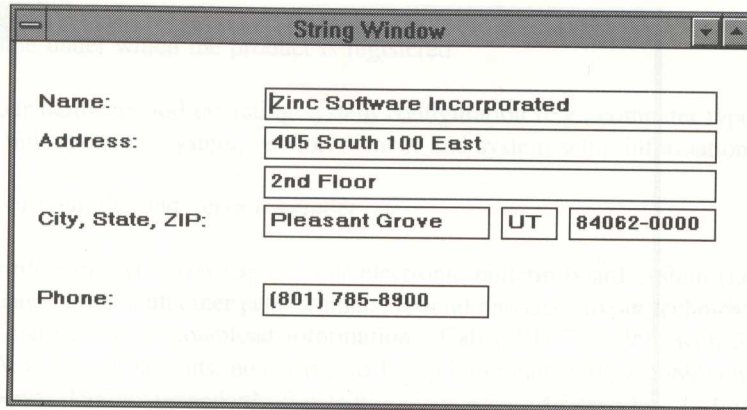 String Window
Name: Zinc Software Incorporated
Address: 405 South 100 East
2nd Floor
City, State, ZIP: Pleasant Grove UT 84062-0000
Phone: (801) 785-8900